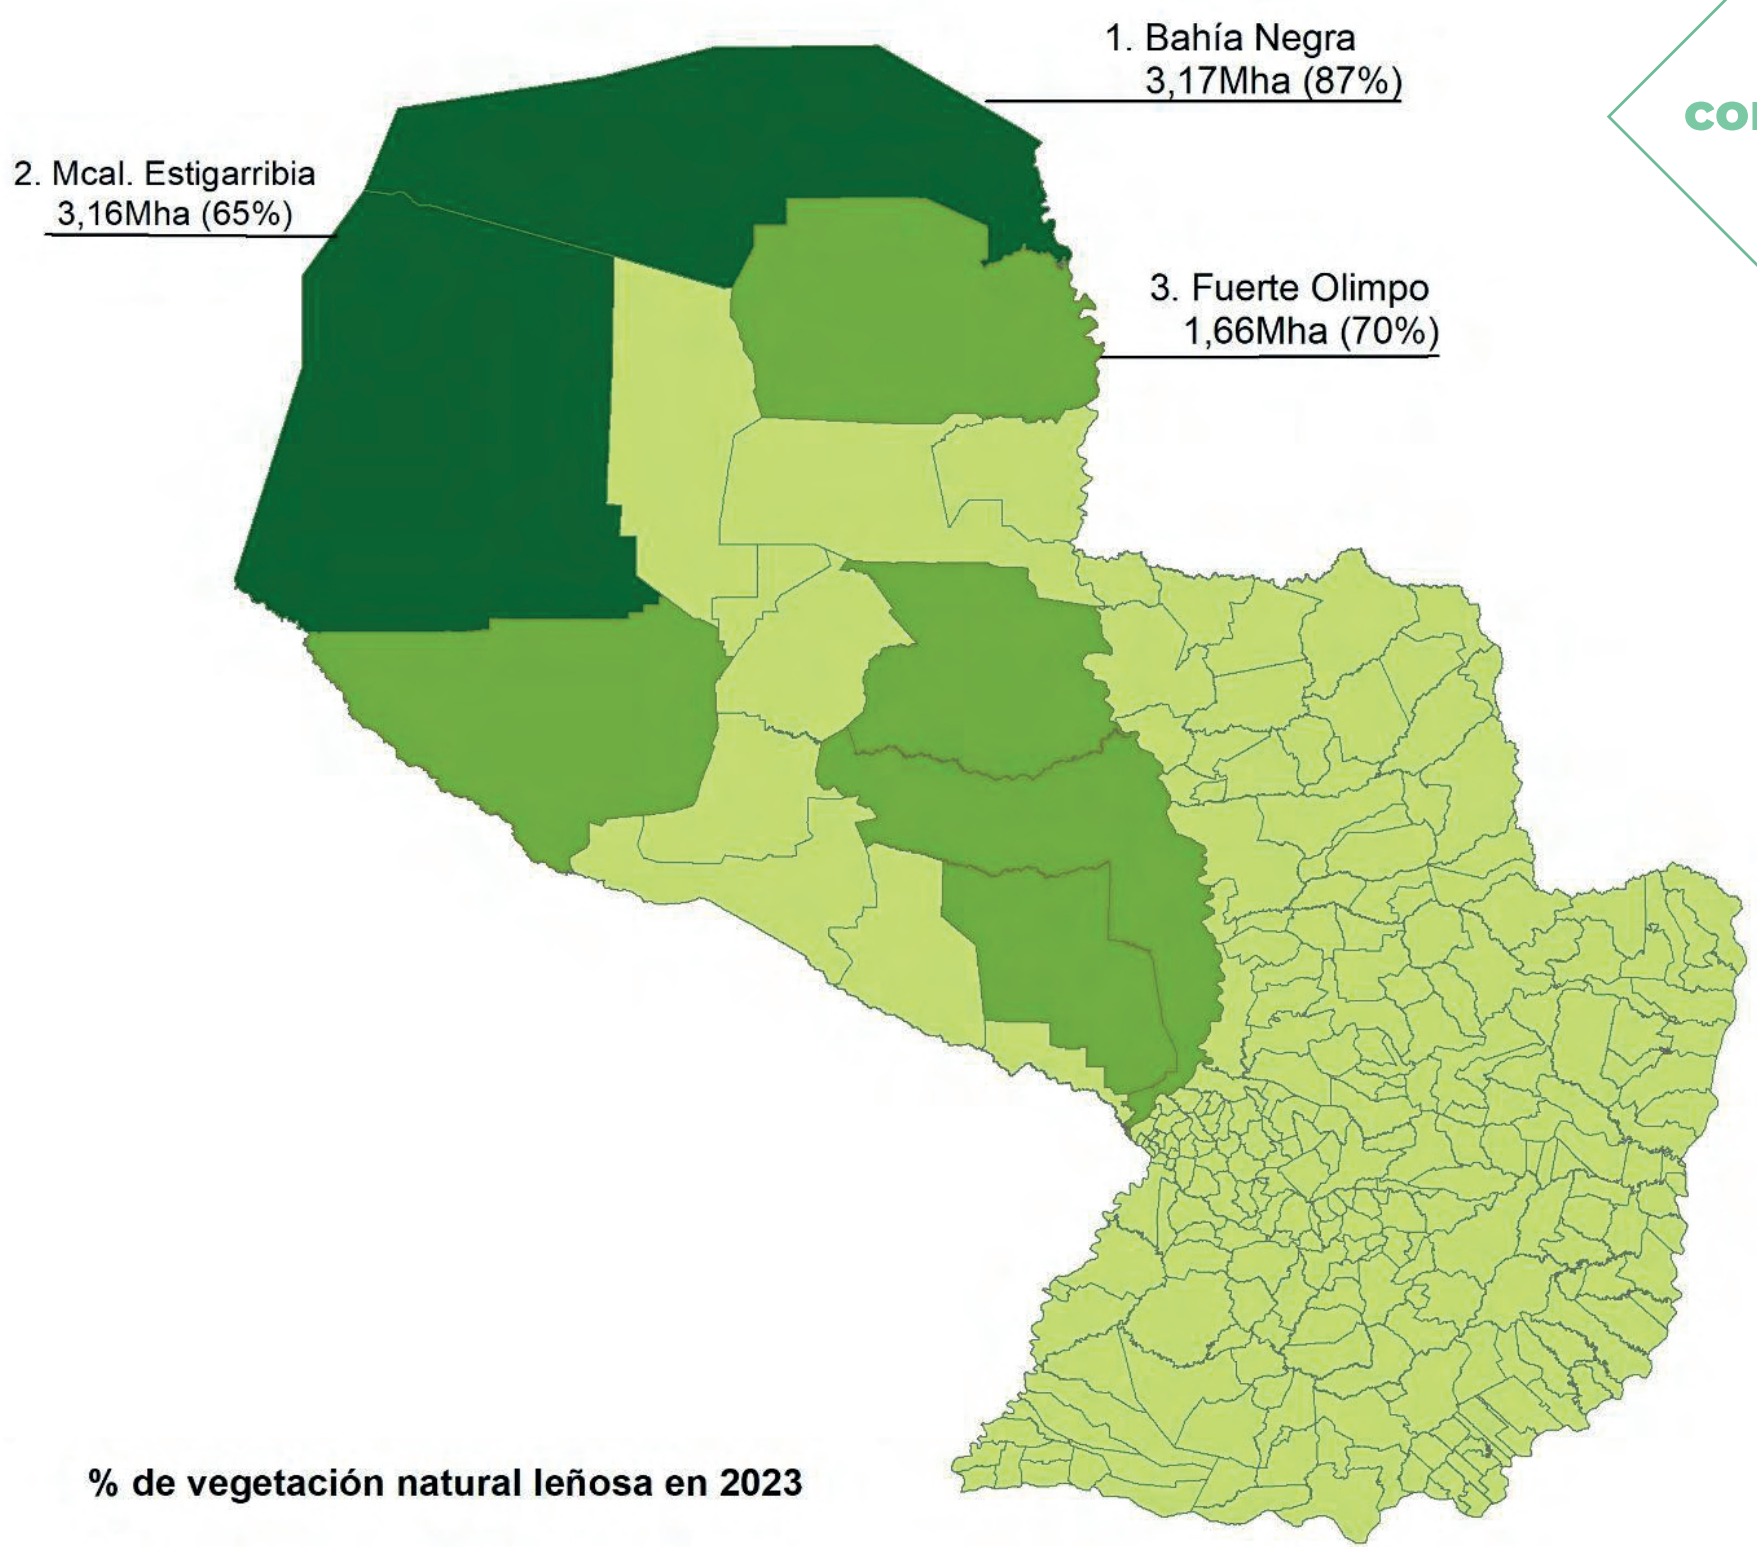 1. Bahía Negra
3,17Mha (87%)
2. Mcal. Estigarribia
3,16Mha (65%)
3. Fuerte Olimpo
1,66Mha (70%)
% de vegetación natural leñosa en 2023